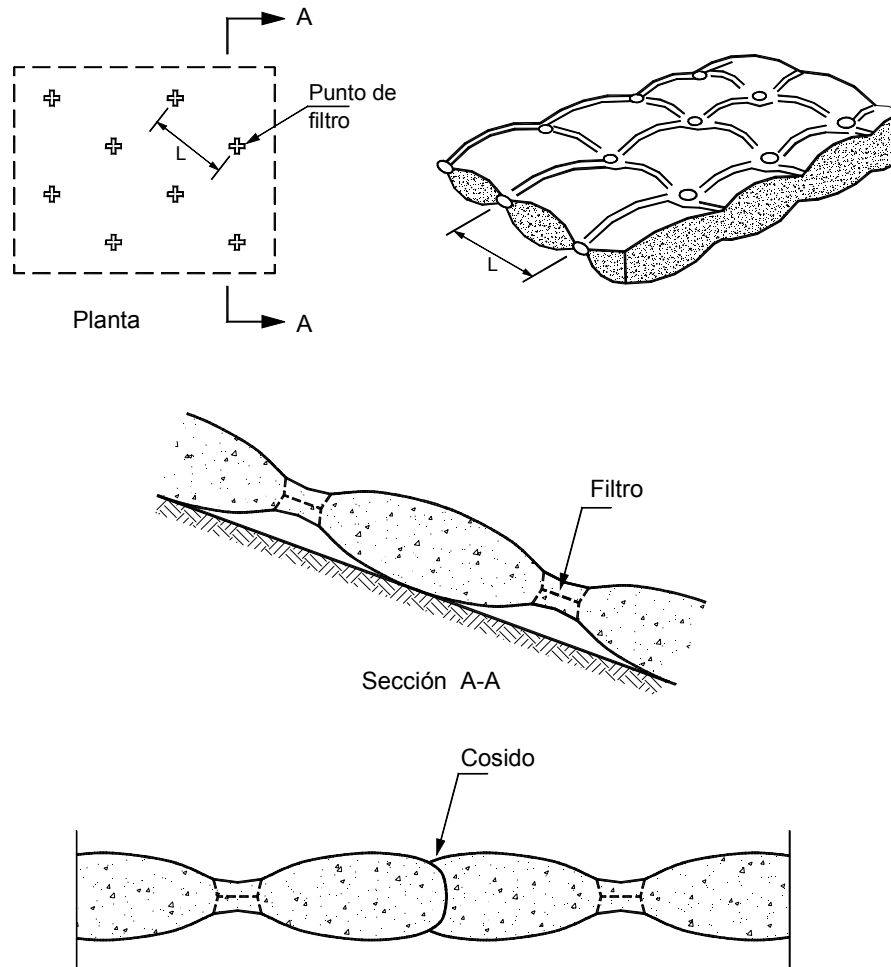 A
Punto de
filtro
L
A
Planta
L
Filtro
Sección A-A
Cosido